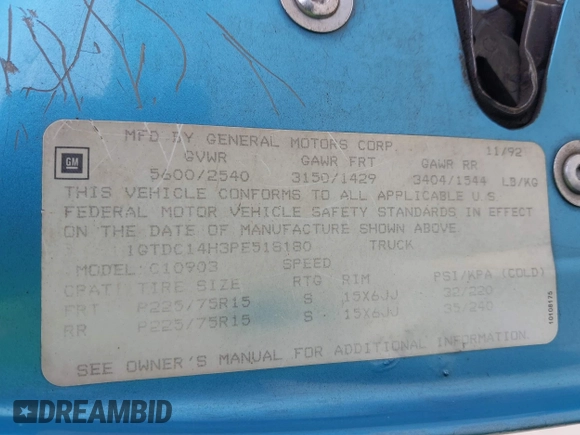 MFD BY GENERAL MOTORS CORP.
11/92
GM
GVWR GAWR FRT GAWR RR
5600/2540 3150/1429 3404/1544 LB/KG
THIS VEHICLE CONFORMS TO ALL APPLICABLE U.S.
FEDERAL MOTOR VEHICLE SAFETY STANDARDS IN EFFECT
ON THE DATE OF MANUFACTURE SHOWN ABOVE.
1GTDC14H3PE518180 TRUCK
MODEL: C10903 SPEED
TIRE SIZE RTG RIM PSI/KPA (COLD)
FRT P225/75R15 S 15X6JJ 32/220
RR P225/75R15 S 15X6JJ 35/240
SEE OWNER'S MANUAL FOR ADDITIONAL INFORMATION.
10108175
DREAMBID